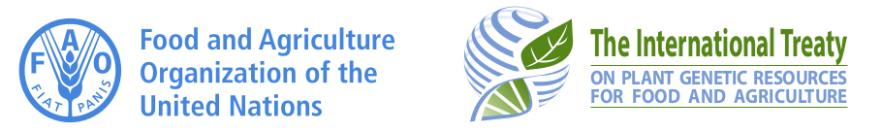 F A O
FIAT PANIS
Food and Agriculture
Organization of the
United Nations
The International Treaty
ON PLANT GENETIC RESOURCES
FOR FOOD AND AGRICULTURE